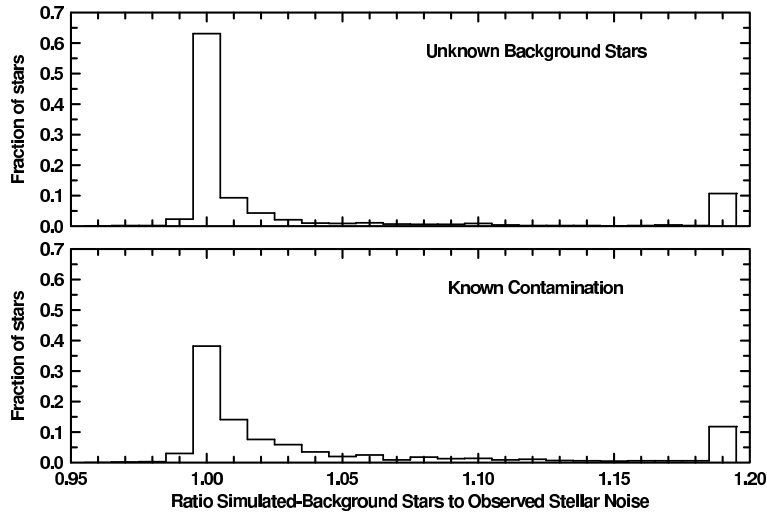 0.7
0.6
0.5
0.4
0.3
0.2
0.1
0.0
Fraction of stars
Unknown Background Stars
0.7
0.6
0.5
0.4
0.3
0.2
0.1
0.0
Fraction of stars
Known Contamination
0.95 1.00 1.05 1.10 1.15 1.20
Ratio Simulated-Background Stars to Observed Stellar Noise